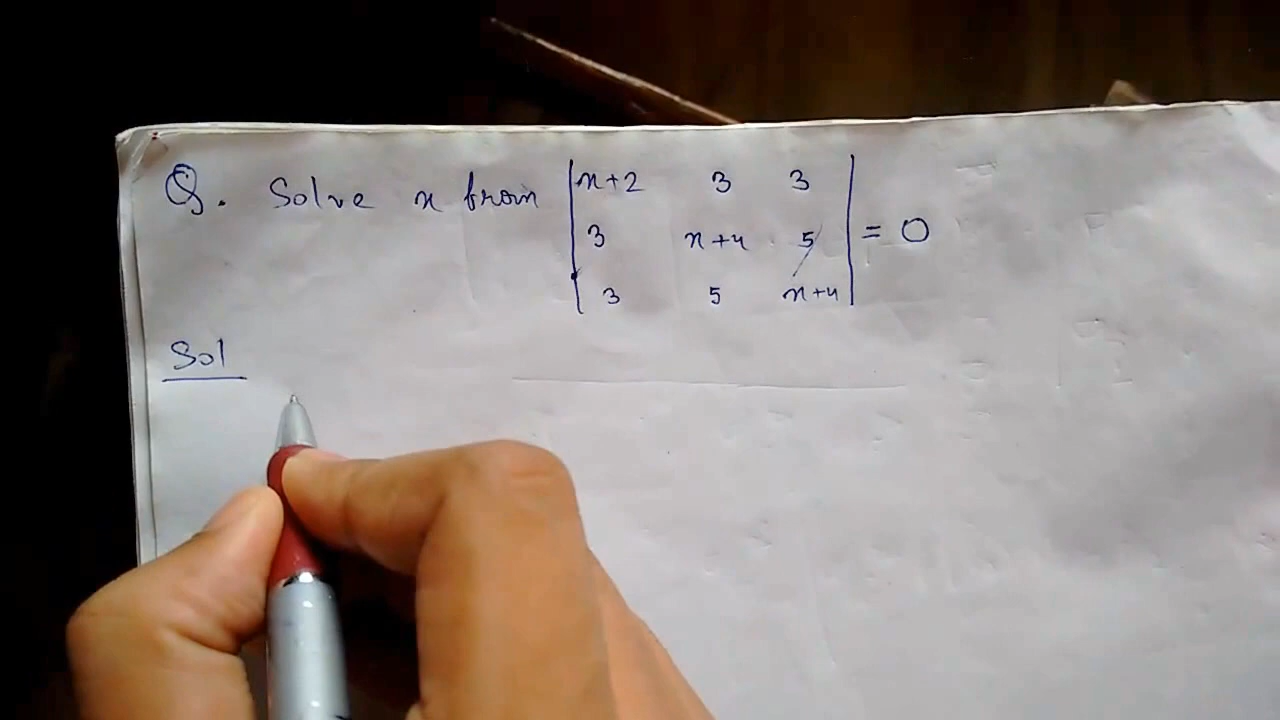 Q. Solve x from | x+2 3 3 |
| 3 x+4 5 | = 0
| 3 5 x+4 |
Sol